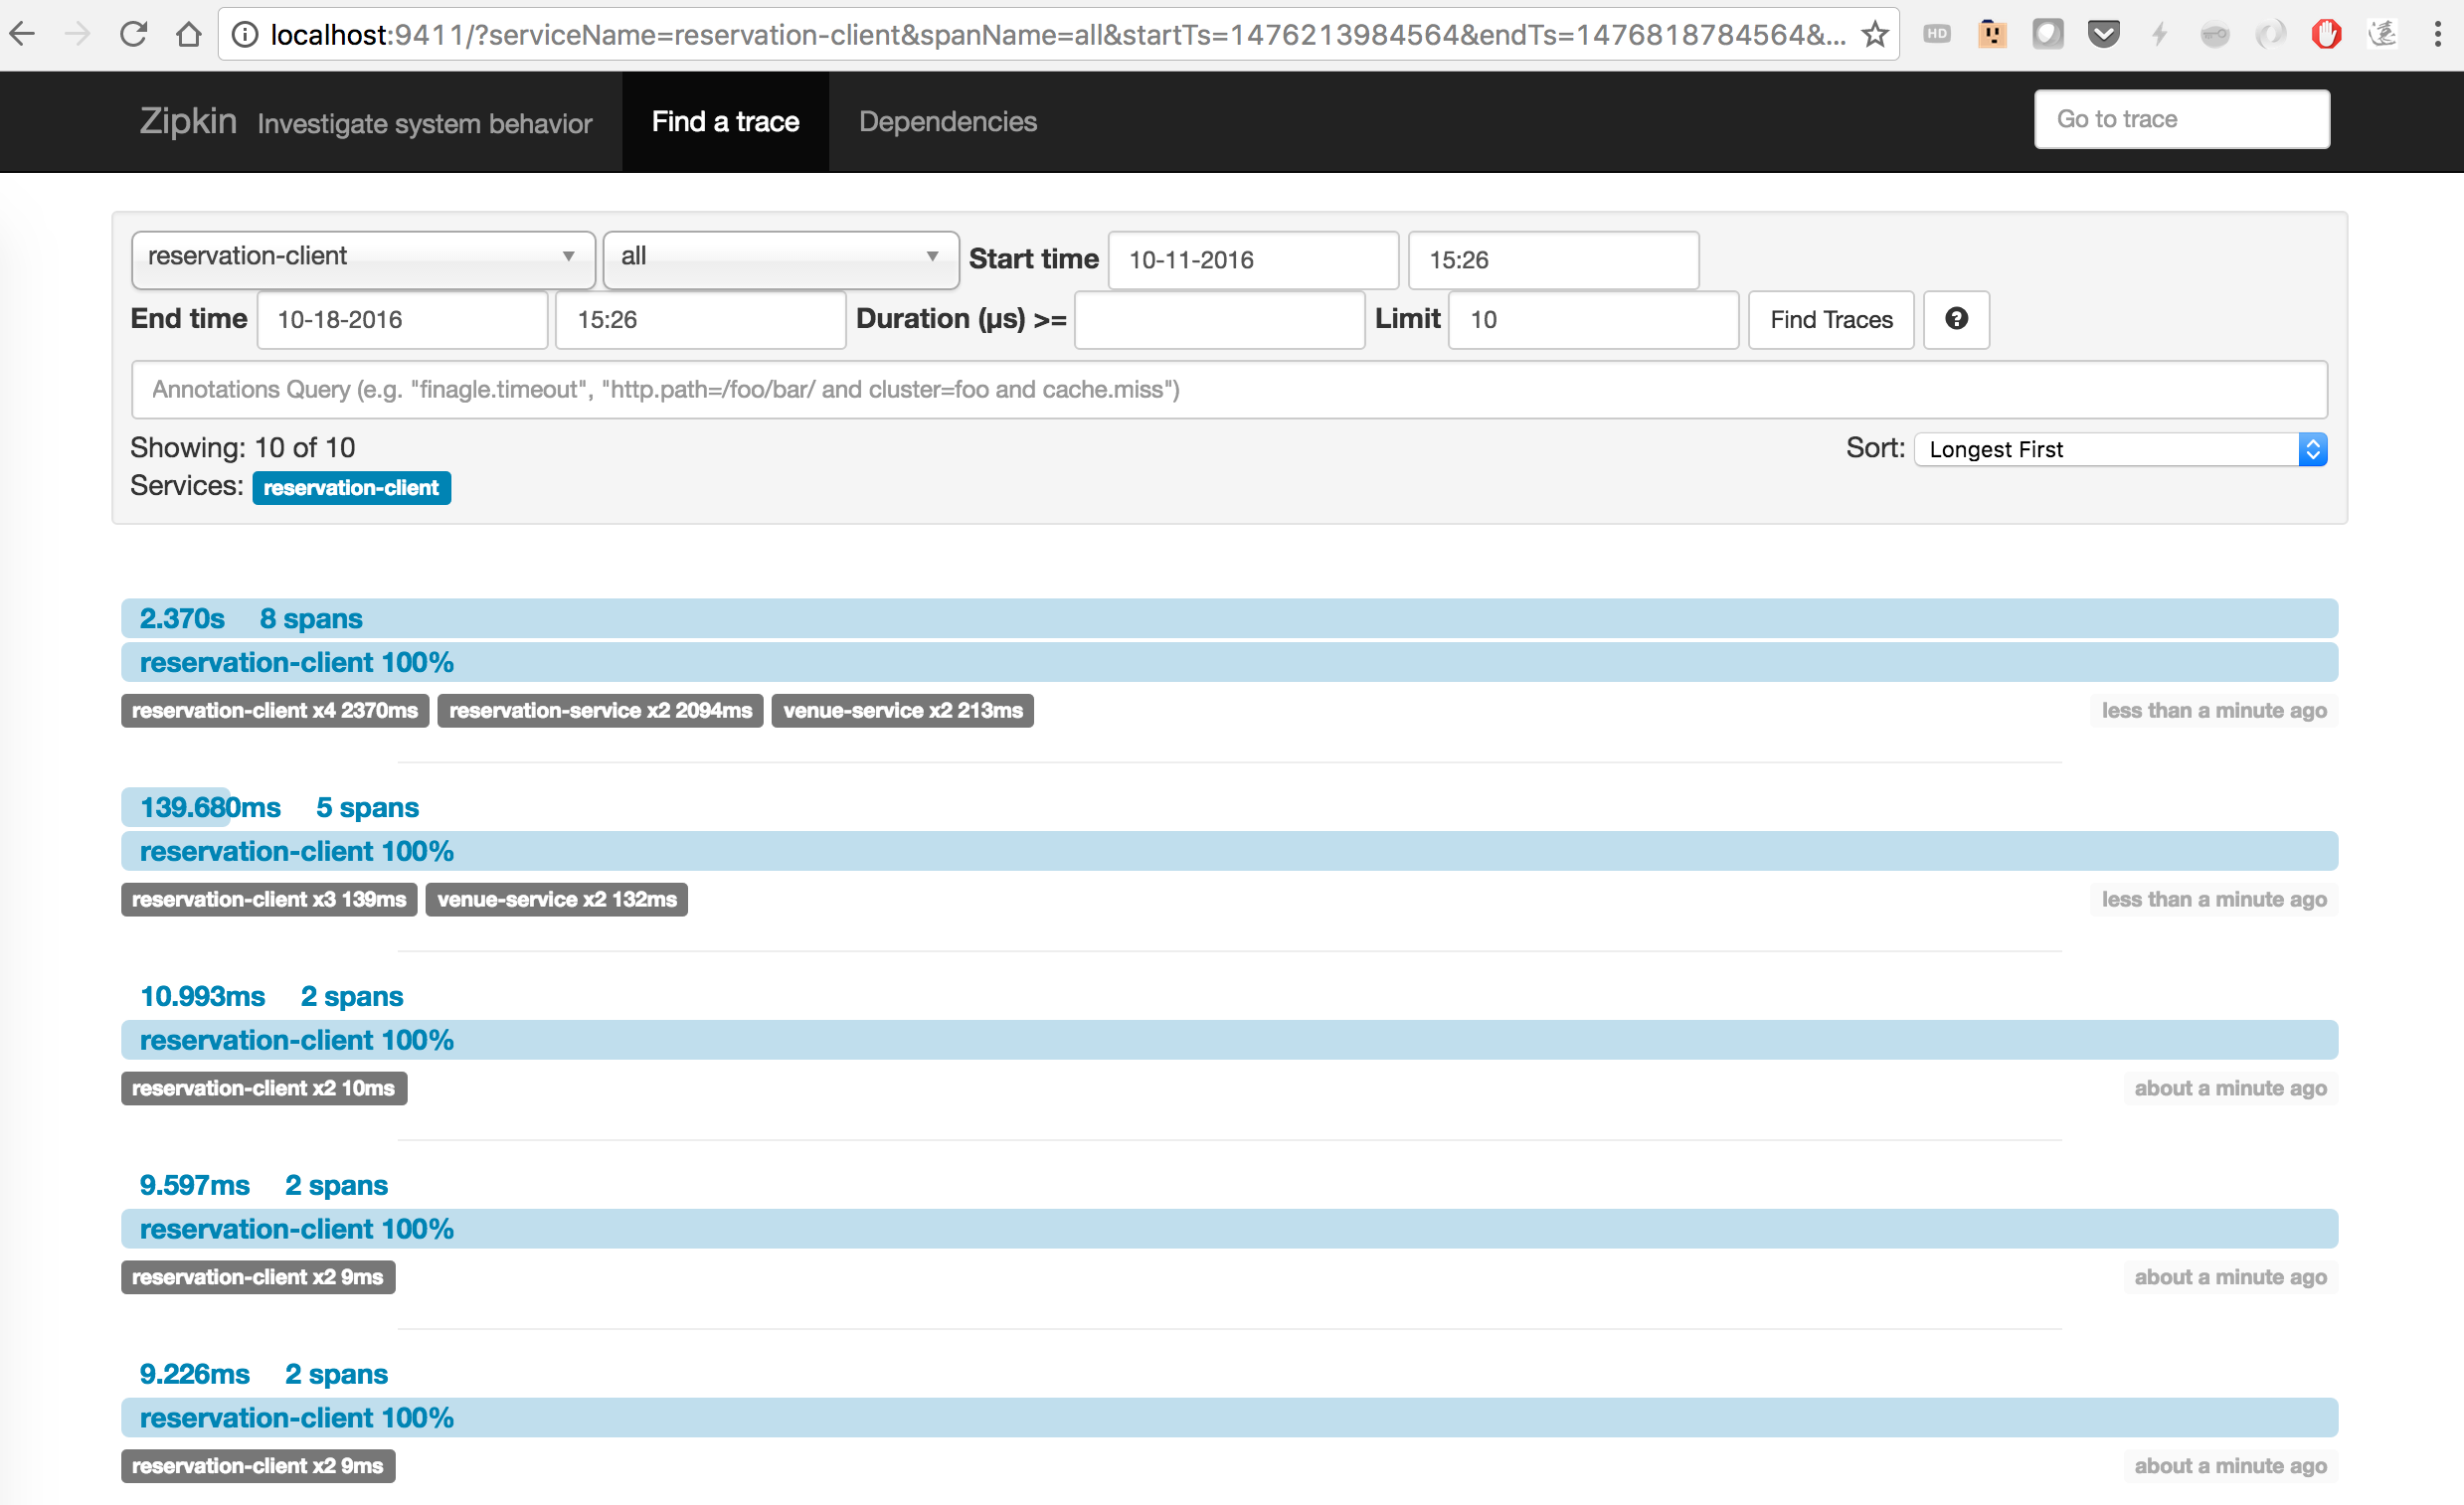 localhost:9411/?serviceName=reservation-client&spanName=all&startTs=1476213984564&endTs=1476818784564&...
HD
Zipkin Investigate system behavior Find a trace Dependencies Go to trace
reservation-client all Start time 10-11-2016 15:26
End time 10-18-2016 15:26 Duration (µs) >= Limit 10 Find Traces ?
Annotations Query (e.g. "finagle.timeout", "http.path=/foo/bar/ and cluster=foo and cache.miss")
Showing: 10 of 10 Sort: Longest First
Services: reservation-client
2.370s 8 spans
reservation-client 100%
reservation-client x4 2370ms reservation-service x2 2094ms venue-service x2 213ms less than a minute ago
139.680ms 5 spans
reservation-client 100%
reservation-client x3 139ms venue-service x2 132ms less than a minute ago
10.993ms 2 spans
reservation-client 100%
reservation-client x2 10ms about a minute ago
9.597ms 2 spans
reservation-client 100%
reservation-client x2 9ms about a minute ago
9.226ms 2 spans
reservation-client 100%
reservation-client x2 9ms about a minute ago